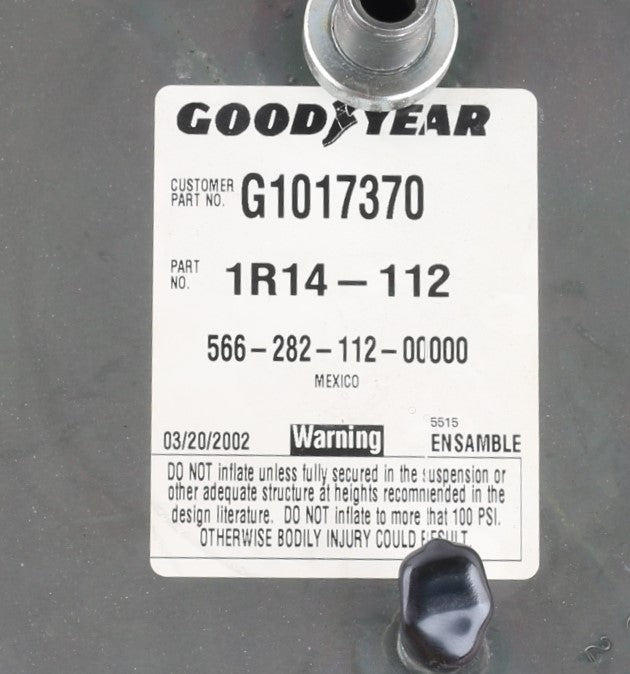 GOODYEAR
CUSTOMER PART NO. G1017370
PART NO. 1R14-112
566-282-112-00000
MEXICO
5515
03/20/2002 Warning ENSAMBLE
DO NOT inflate unless fully secured in the suspension or
other adequate structure at heights recommended in the
design literature. DO NOT inflate to more that 100 PSI.
OTHERWISE BODILY INJURY COULD RESULT